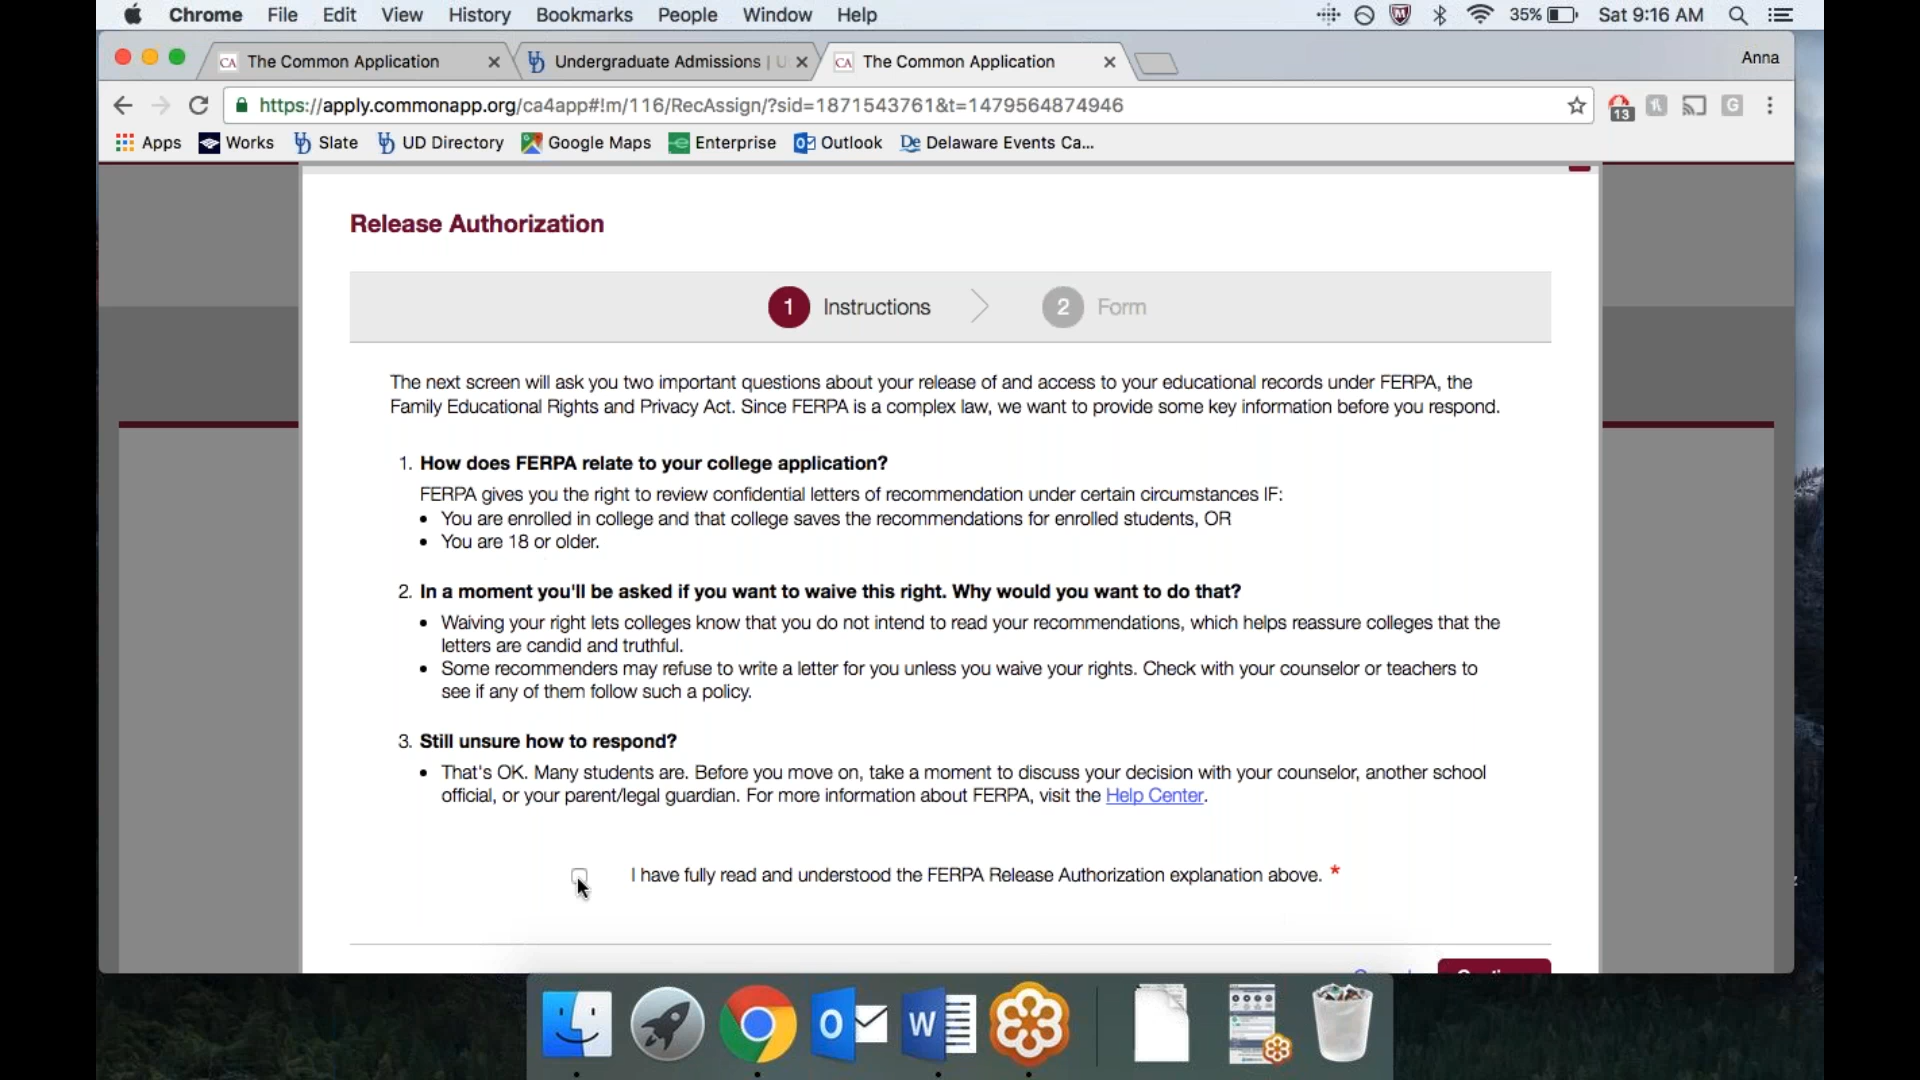 Chrome File Edit View History Bookmarks People Window Help 35% Sat 9:16 AM
CA The Common Application Undergraduate Admissions | U CA The Common Application Anna
https://apply.commonapp.org/ca4app#!m/116/RecAssign/?sid=1871543761&t=1479564874946 13 G
Apps Works Slate UD Directory Google Maps Enterprise Outlook De Delaware Events Ca...
Release Authorization
1 Instructions 2 Form
The next screen will ask you two important questions about your release of and access to your educational records under FERPA, the
Family Educational Rights and Privacy Act. Since FERPA is a complex law, we want to provide some key information before you respond.
1. How does FERPA relate to your college application?
FERPA gives you the right to review confidential letters of recommendation under certain circumstances IF:
• You are enrolled in college and that college saves the recommendations for enrolled students, OR
• You are 18 or older.
2. In a moment you'll be asked if you want to waive this right. Why would you want to do that?
• Waiving your right lets colleges know that you do not intend to read your recommendations, which helps reassure colleges that the
letters are candid and truthful.
• Some recommenders may refuse to write a letter for you unless you waive your rights. Check with your counselor or teachers to
see if any of them follow such a policy.
3. Still unsure how to respond?
• That's OK. Many students are. Before you move on, take a moment to discuss your decision with your counselor, another school
official, or your parent/legal guardian. For more information about FERPA, visit the Help Center.
I have fully read and understood the FERPA Release Authorization explanation above. *